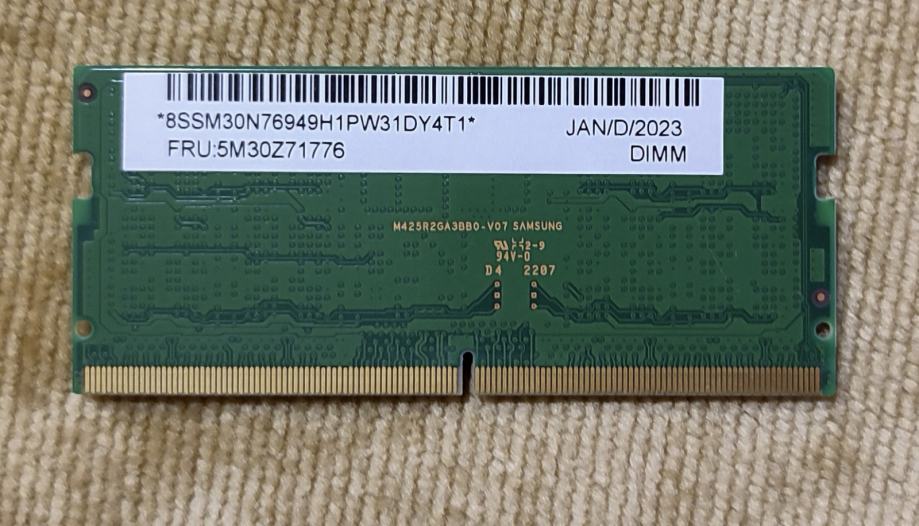 *8SSM30N76949H1PW31DY4T1*
JAN/D/2023
FRU:5M30Z71776
DIMM
M425R2GA3BB0-V07 SAMSUNG
94V-0
D4 2207